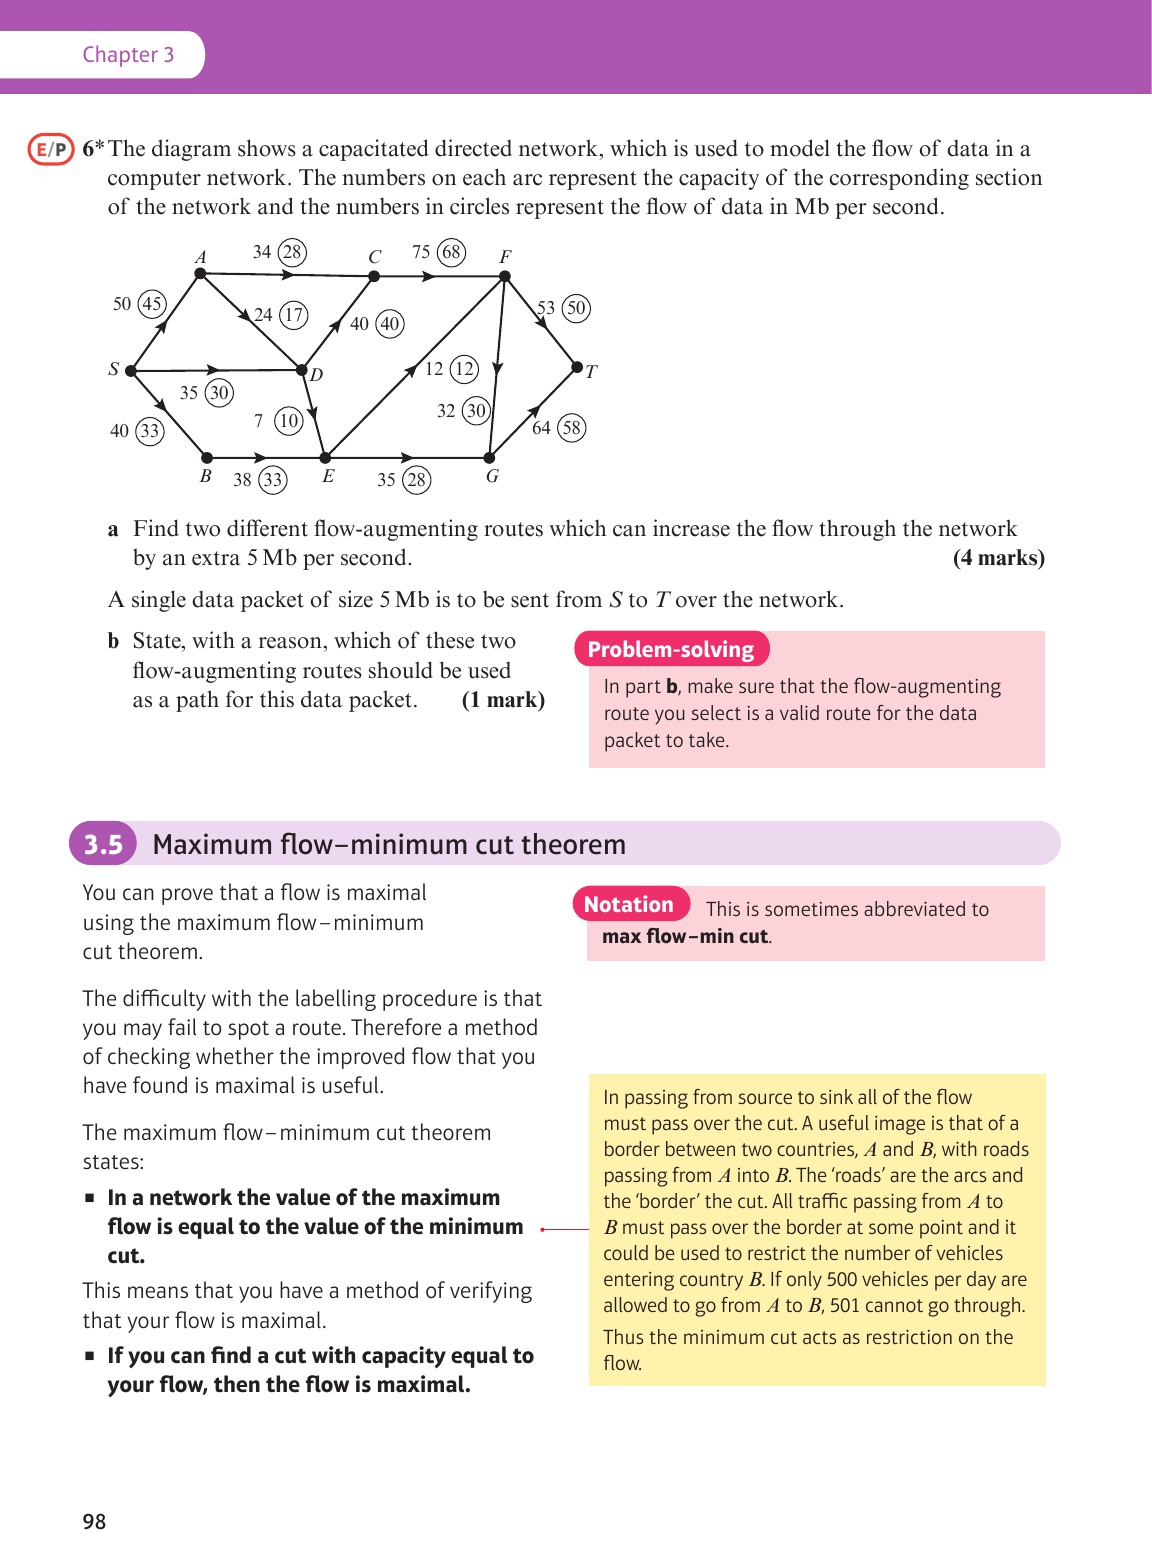 Chapter 3
E/P 6* The diagram shows a capacitated directed network, which is used to model the flow of data in a
computer network. The numbers on each arc represent the capacity of the corresponding section
of the network and the numbers in circles represent the flow of data in Mb per second.
A 34 28 C 75 68 F
50 45
24 17
40 40
53 50
S
35 30
D
12 12
T
40 33
7 10
32 30
64 58
B 38 33 E 35 28 G
a Find two different flow-augmenting routes which can increase the flow through the network
by an extra 5 Mb per second. (4 marks)
A single data packet of size 5 Mb is to be sent from S to T over the network.
b State, with a reason, which of these two
flow-augmenting routes should be used
as a path for this data packet. (1 mark)
Problem-solving
In part b, make sure that the flow-augmenting
route you select is a valid route for the data
packet to take.
3.5 Maximum flow–minimum cut theorem
You can prove that a flow is maximal
using the maximum flow – minimum
cut theorem.
Notation This is sometimes abbreviated to
max flow–min cut.
The difficulty with the labelling procedure is that
you may fail to spot a route. Therefore a method
of checking whether the improved flow that you
have found is maximal is useful.
The maximum flow – minimum cut theorem
states:
▪ In a network the value of the maximum
flow is equal to the value of the minimum
cut.
This means that you have a method of verifying
that your flow is maximal.
▪ If you can find a cut with capacity equal to
your flow, then the flow is maximal.
In passing from source to sink all of the flow
must pass over the cut. A useful image is that of a
border between two countries, A and B, with roads
passing from A into B. The ‘roads’ are the arcs and
the ‘border’ the cut. All traffic passing from A to
B must pass over the border at some point and it
could be used to restrict the number of vehicles
entering country B. If only 500 vehicles per day are
allowed to go from A to B, 501 cannot go through.
Thus the minimum cut acts as restriction on the
flow.
98